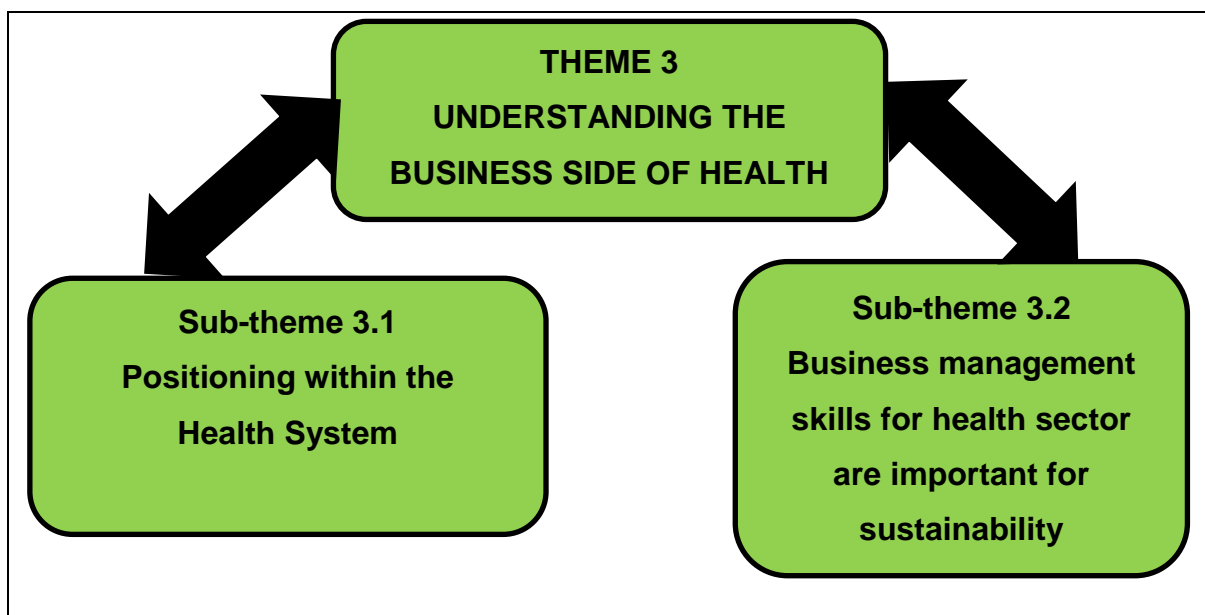 THEME 3
UNDERSTANDING THE
BUSINESS SIDE OF HEALTH
Sub-theme 3.1
Positioning within the
Health System
Sub-theme 3.2
Business management
skills for health sector
are important for
sustainability